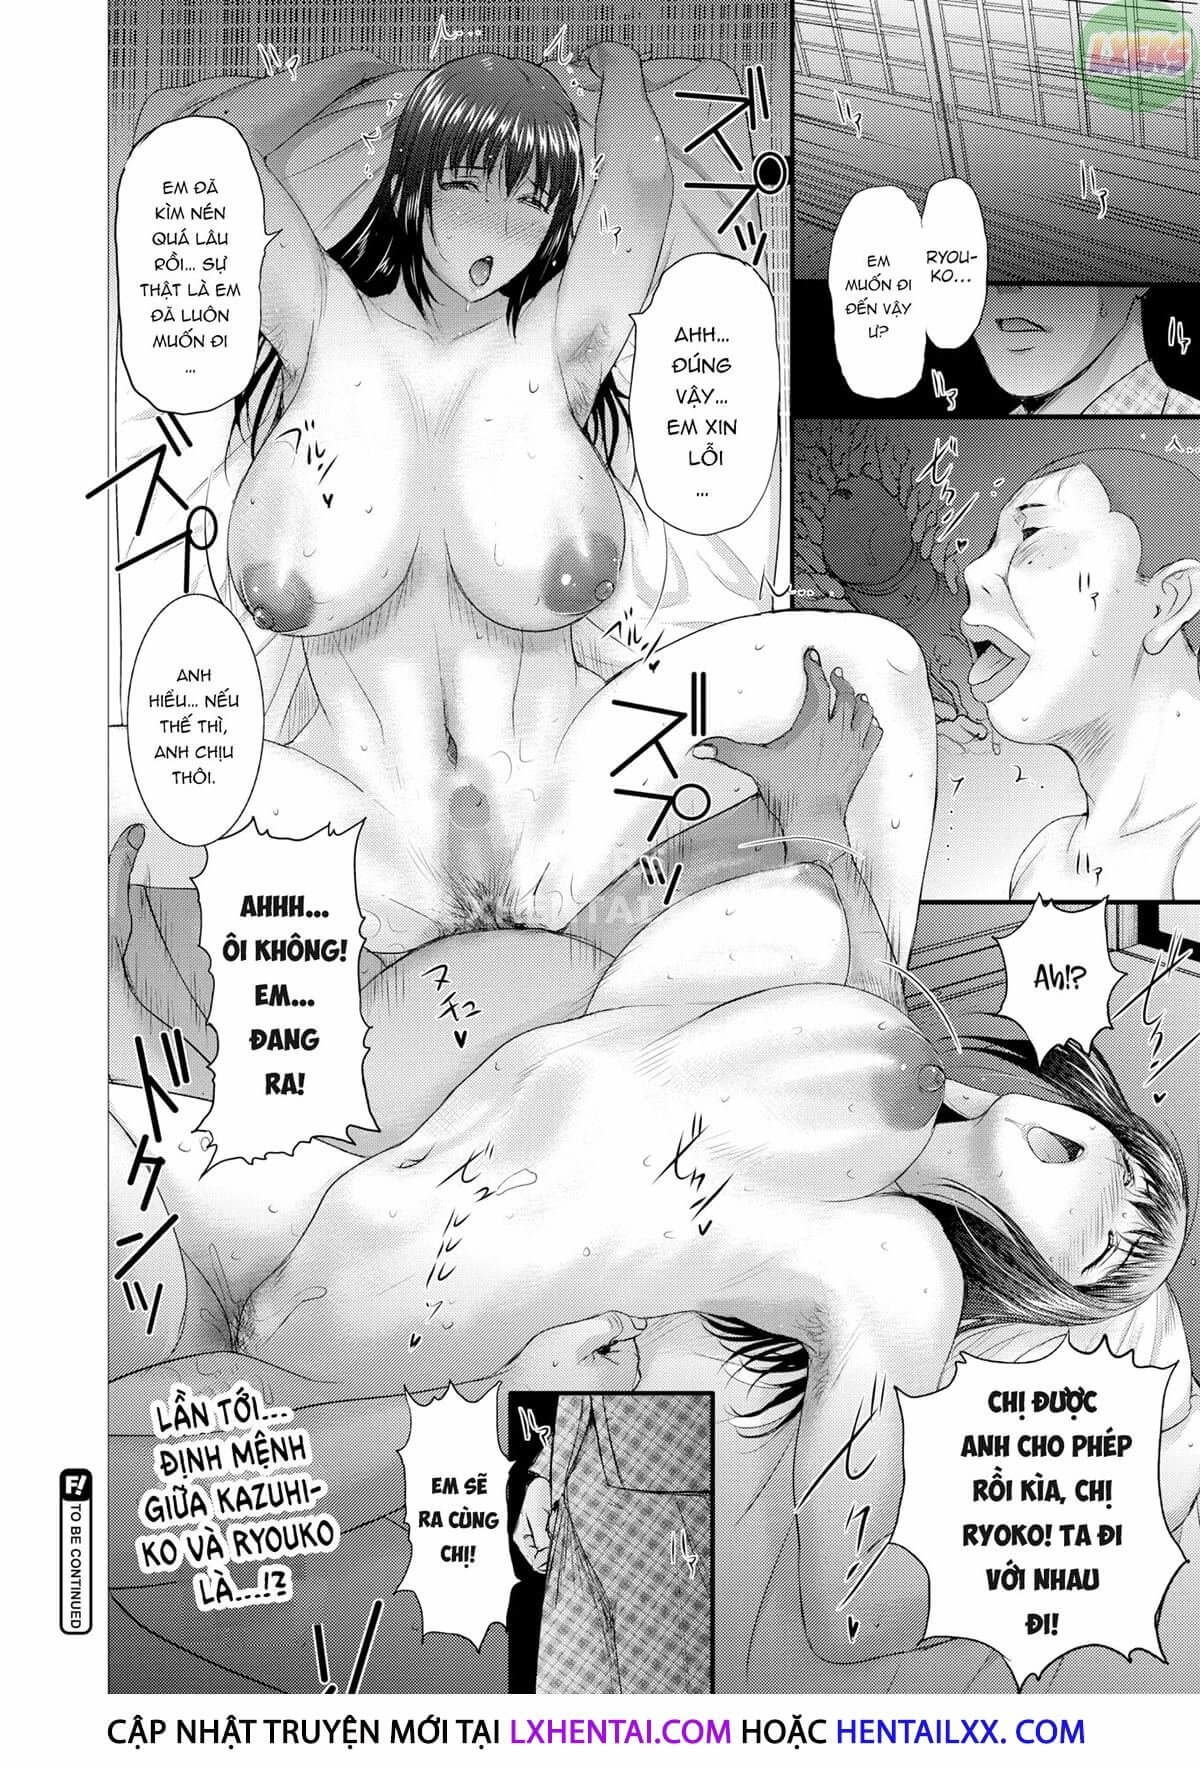 LXERS
RYOU-
KO...
EM
MUỐN ĐI
ĐẾN VẬY
Ư?
AHH...
ĐÚNG
VẬY...
EM XIN
LỖI
...
EM ĐÃ
KÌM NÉN
QUÁ LÂU
RỒI... SỰ
THẬT LÀ EM
ĐÃ LUÔN
MUỐN ĐI
...
ANH
HIỂU... NẾU
THẾ THÌ,
ANH CHỊU
THÔI.
AH!?
AHHH...
ÔI KHÔNG!
EM...
ĐANG
RA!
CHỊ ĐƯỢC
ANH CHO PHÉP
RỒI KÌA, CHỊ
RYOKO! TA ĐI
VỚI NHAU
ĐI!
EM SẼ
RA CÙNG
CHỊ!
LẦN TỚI...
ĐỊNH MỆNH
GIỮA KAZUHI-
KO VÀ RYOUKO
LÀ...!?
F!
TO BE CONTINUED
CẬP NHẬT TRUYỆN MỚI TẠI LXHENTAI.COM HOẶC HENTAILXX. COM